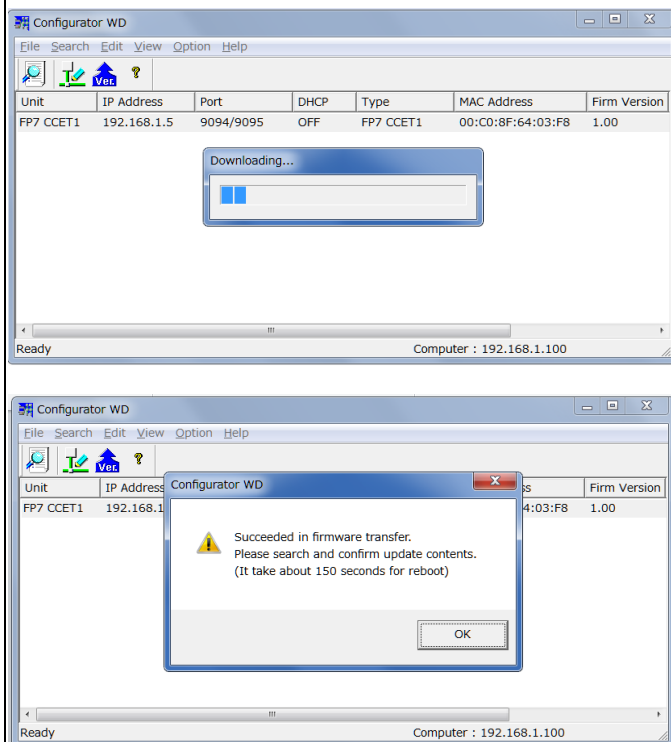 Configurator WD
File Search Edit View Option Help
Ver. ?
Unit IP Address Port DHCP Type MAC Address Firm Version
FP7 CCET1 192.168.1.5 9094/9095 OFF FP7 CCET1 00:C0:8F:64:03:F8 1.00
Downloading...
Ready Computer : 192.168.1.100
Configurator WD
File Search Edit View Option Help
Ver. ?
Configurator WD
Unit IP Address ss Firm Version
FP7 CCET1 192.168.1 4:03:F8 1.00
Succeeded in firmware transfer.
Please search and confirm update contents.
(It take about 150 seconds for reboot)
OK
Ready Computer : 192.168.1.100